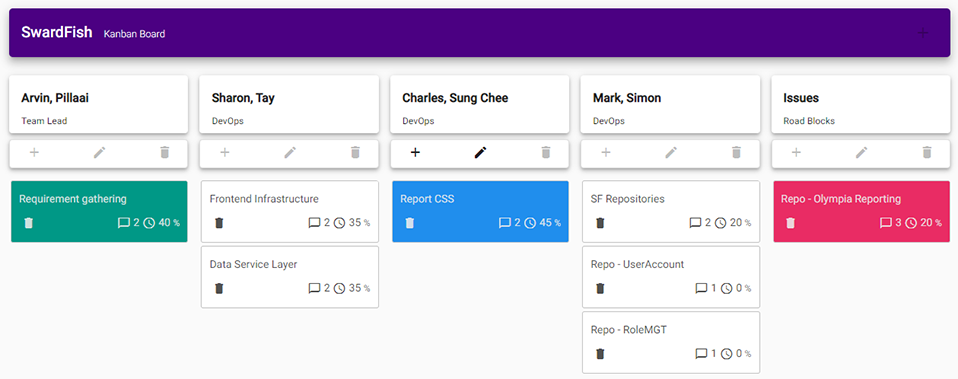 SwardFish Kanban Board
Arvin, Pillaai
Team Lead
Requirement gathering
2 40 %
Sharon, Tay
DevOps
Frontend Infrastructure
2 35 %
Data Service Layer
2 35 %
Charles, Sung Chee
DevOps
Report CSS
2 45 %
Mark, Simon
DevOps
SF Repositories
2 20 %
Repo - UserAccount
1 0 %
Repo - RoleMGT
1 0 %
Issues
Road Blocks
Repo - Olympia Reporting
3 20 %